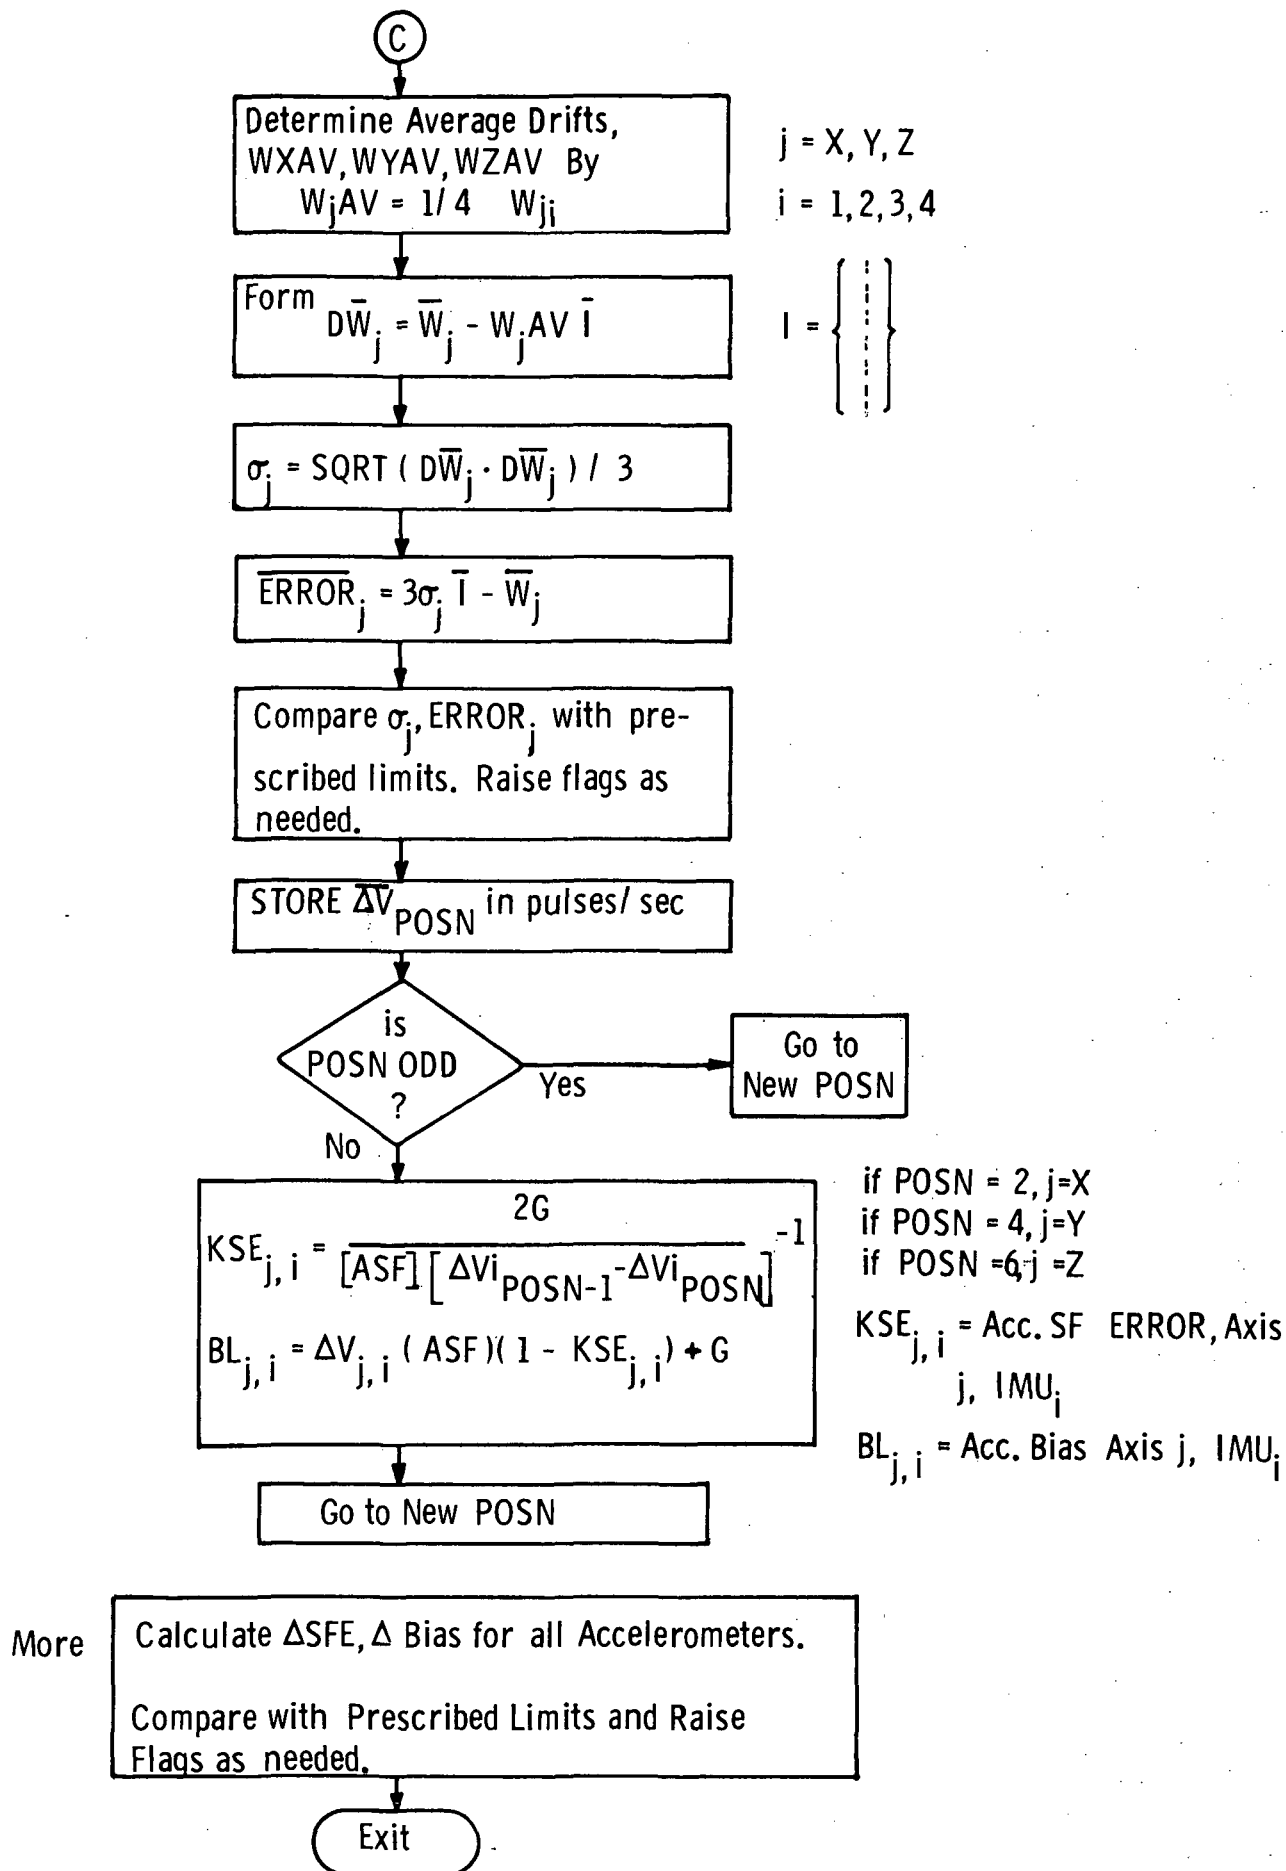 C
Determine Average Drifts,
WXAV, WYAV, WZAV By
WjAV = 1/4 Wji
j = X, Y, Z
i = 1, 2, 3, 4
Form
DW̅j = W̅j - WjAV I̅
I = { }
σj = SQRT ( DW̅j · DW̅j ) / 3
E̅R̅R̅O̅R̅j = 3σj I̅ - W̅j
Compare σj, ERRORj with pre-
scribed limits. Raise flags as
needed.
STORE Δ̅V̅POSN in pulses/ sec
is
POSN ODD
?
Yes
Go to
New POSN
No
2G
KSEj, i = [ASF] [ΔViPOSN-1 - ΔViPOSN] -1
BLj, i = ΔVj, i ( ASF)( 1 - KSEj, i) + G
if POSN = 2, j=X
if POSN = 4, j=Y
if POSN =6, j =Z
KSEj, i = Acc. SF ERROR, Axis
j, IMUi
BLj, i = Acc. Bias Axis j, IMUi
Go to New POSN
More
Calculate ΔSFE, Δ Bias for all Accelerometers.
Compare with Prescribed Limits and Raise
Flags as needed.
Exit